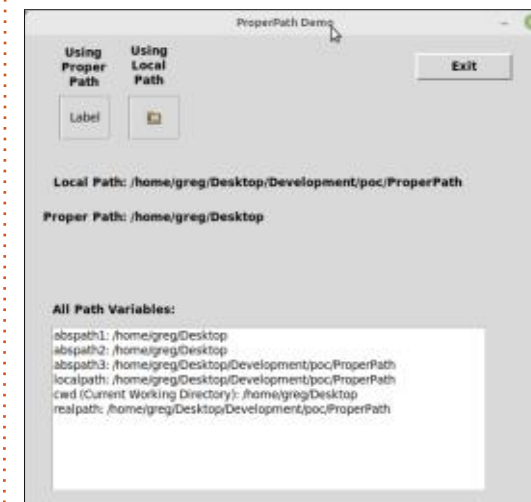 ProperPath Demo
Using Proper Path
Using Local Path
Exit
Label
Local Path: /home/greg/Desktop/Development/poc/ProperPath
Proper Path: /home/greg/Desktop
All Path Variables:
abspath1: /home/greg/Desktop
abspath2: /home/greg/Desktop
abspath3: /home/greg/Desktop/Development/poc/ProperPath
localpath: /home/greg/Desktop/Development/poc/ProperPath
cwd (Current Working Directory): /home/greg/Desktop
realpath: /home/greg/Desktop/Development/poc/ProperPath